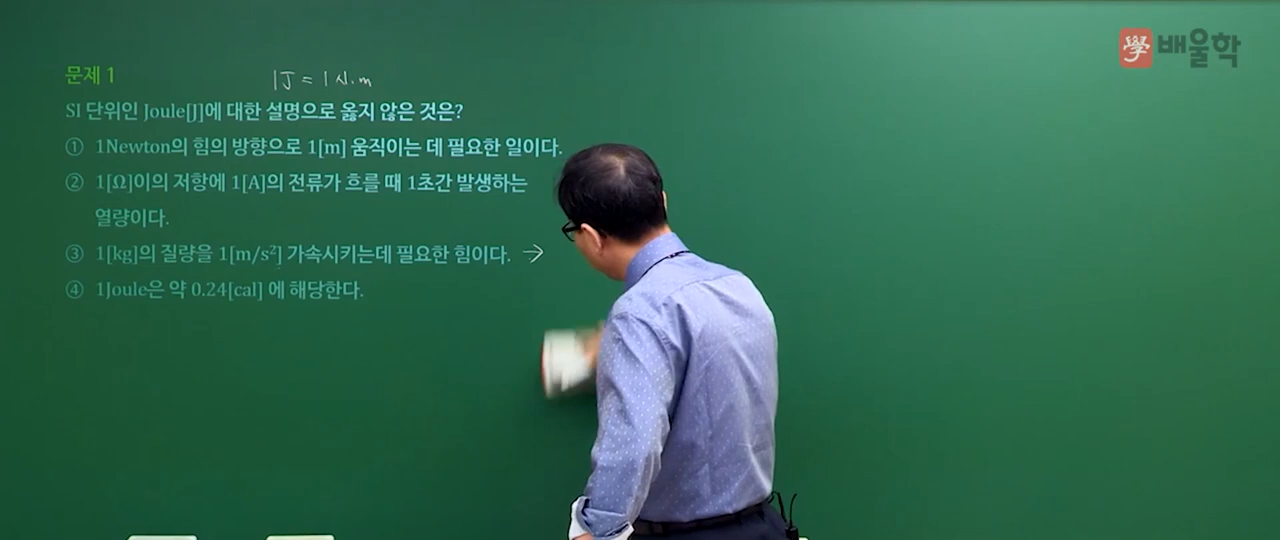 學 배울학
문제 1
1J = 1N.m
SI 단위인 Joule[J]에 대한 설명으로 옳지 않은 것은?
① 1Newton의 힘의 방향으로 1[m] 움직이는 데 필요한 일이다.
② 1[Ω]이의 저항에 1[A]의 전류가 흐를 때 1초간 발생하는
열량이다.
③ 1[kg]의 질량을 1[m/s²] 가속시키는데 필요한 힘이다. →
④ 1Joule은 약 0.24[cal] 에 해당한다.